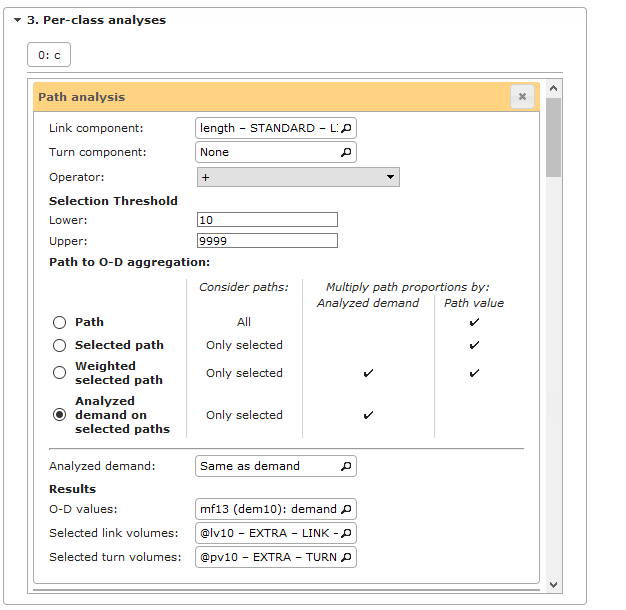 3. Per-class analyses
0: c
Path analysis
Link component: length – STANDARD – L
Turn component: None
Operator: +
Selection Threshold
Lower: 10
Upper: 9999
Path to O-D aggregation:
Consider paths: Multiply path proportions by:
Analyzed demand Path value
Path All ✓
Selected path Only selected ✓
Weighted
selected path Only selected ✓ ✓
Analyzed
demand on Only selected ✓
selected paths
Analyzed demand: Same as demand
Results
O-D values: mf13 (dem10): demand
Selected link volumes: @lv10 – EXTRA – LINK –
Selected turn volumes: @pv10 – EXTRA – TURN